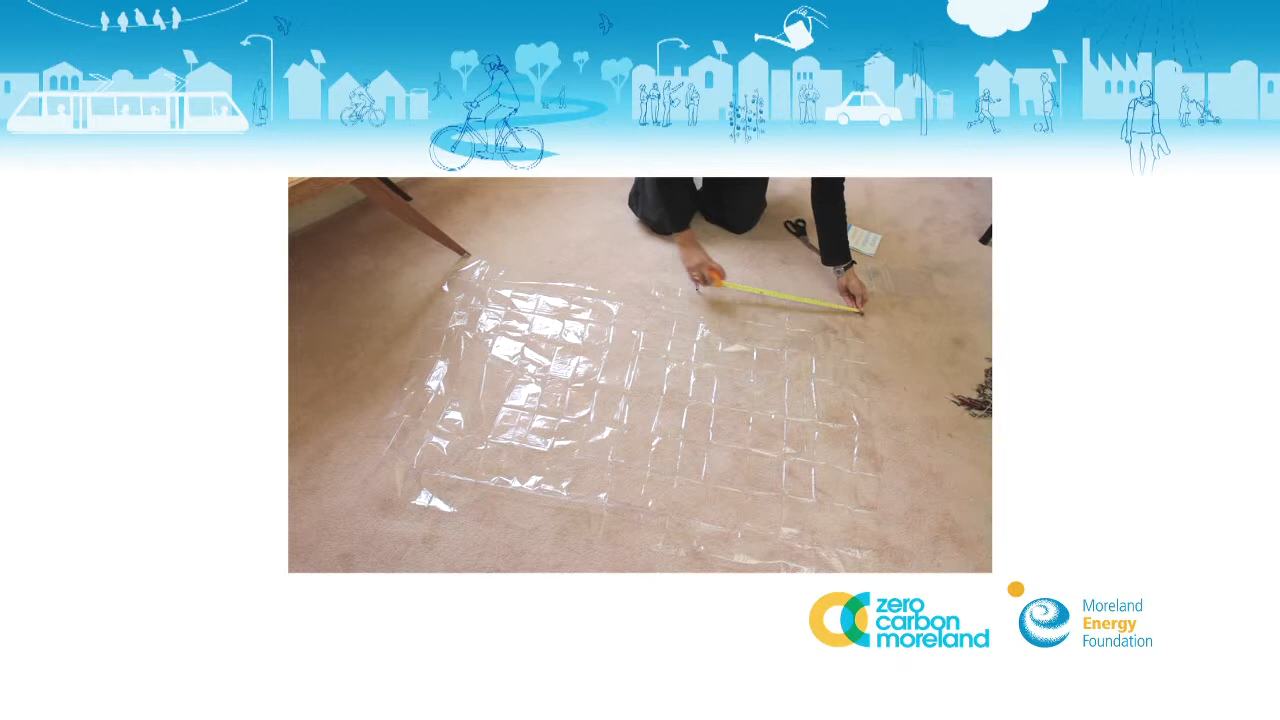 zero
carbon
moreland
Moreland
Energy
Foundation